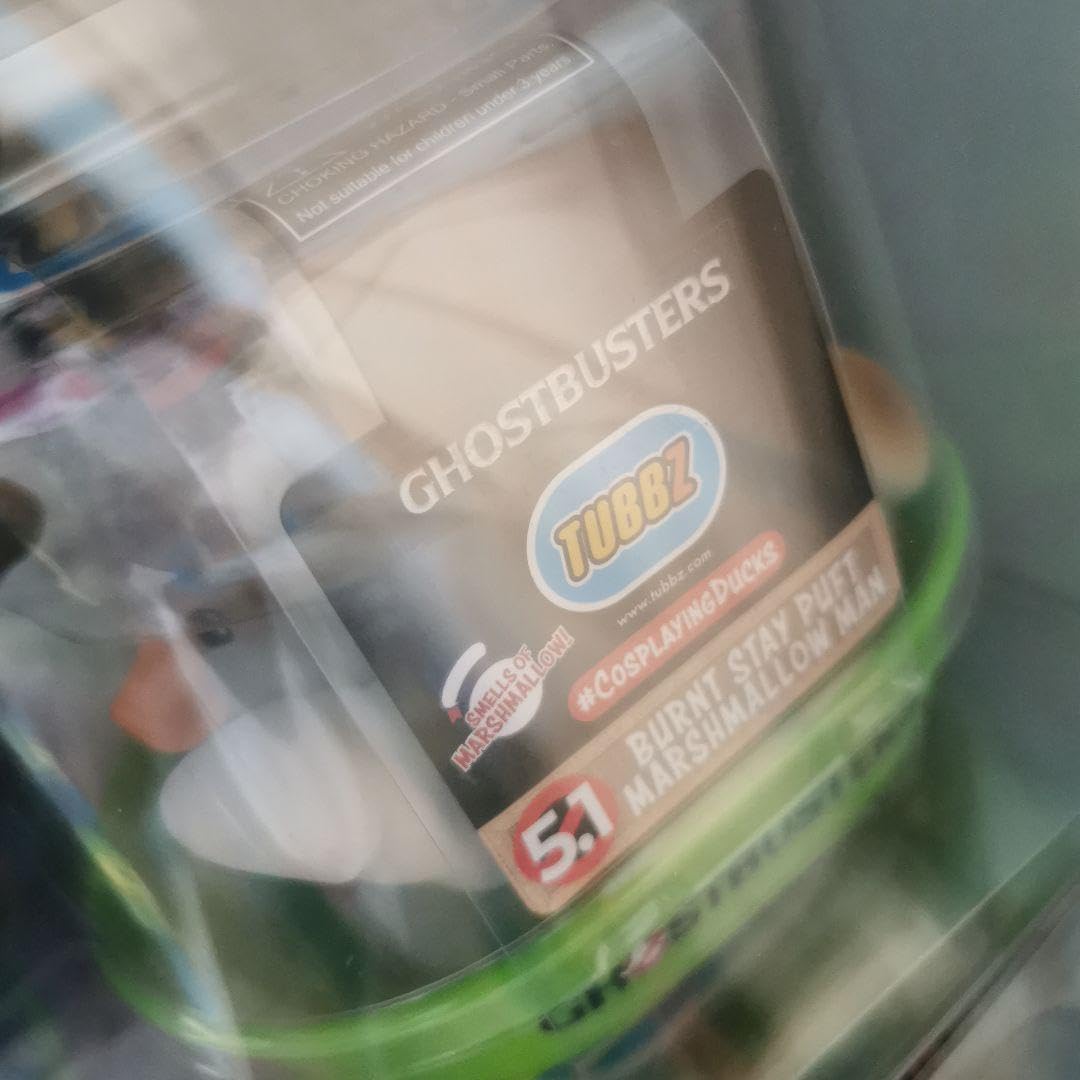 CHOKING HAZARD - Small Parts.
Not suitable for children under 3 years
GHOSTBUSTERS
TUBBZ
www.tubbz.com
#COSPLAYINGDUCKS
SMELLS OF
MARSHMALLOW!
5.1
BURNT STAY PUFT
MARSHMALLOW MAN
GHOSTBUSTERS